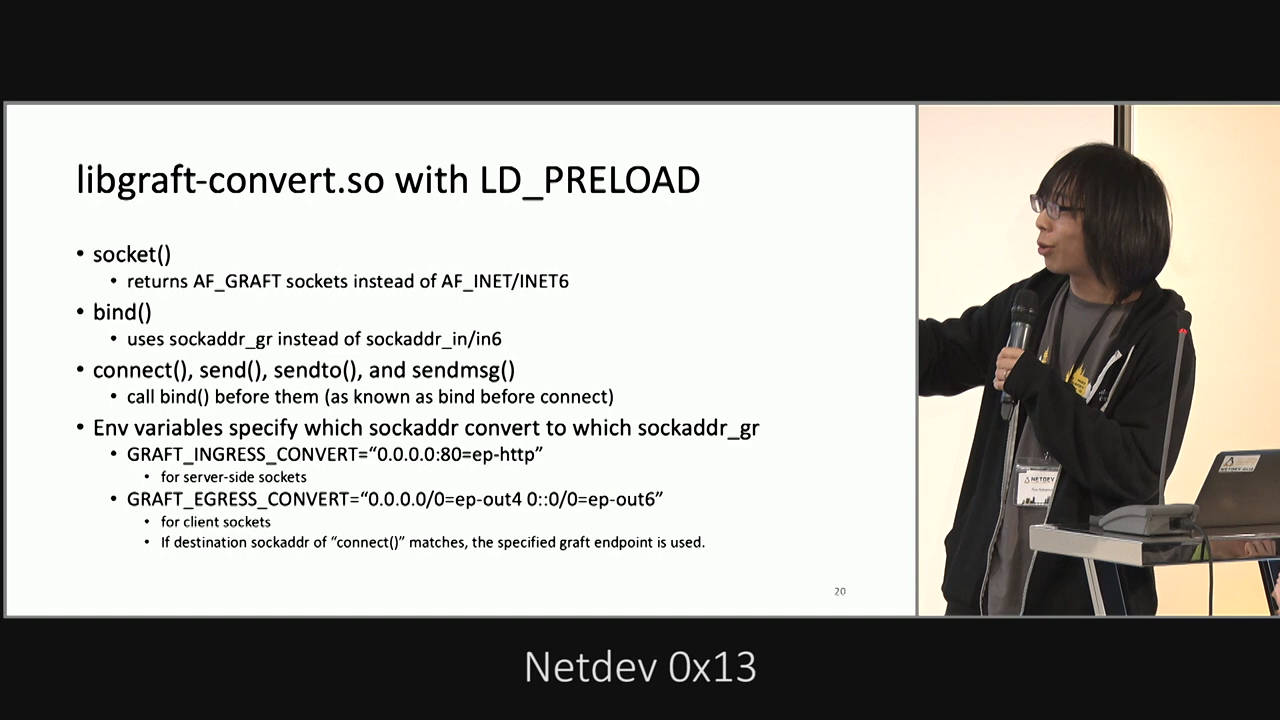 libgraft-convert.so with LD_PRELOAD
• socket()
• returns AF_GRAFT sockets instead of AF_INET/INET6
• bind()
• uses sockaddr_gr instead of sockaddr_in/in6
• connect(), send(), sendto(), and sendmsg()
• call bind() before them (as known as bind before connect)
• Env variables specify which sockaddr convert to which sockaddr_gr
• GRAFT_INGRESS_CONVERT=“0.0.0.0:80=ep-http”
• for server-side sockets
• GRAFT_EGRESS_CONVERT=“0.0.0.0/0=ep-out4 0::0/0=ep-out6”
• for client sockets
• If destination sockaddr of “connect()” matches, the specified graft endpoint is used.
20
NETDEV
Netdev 0x13